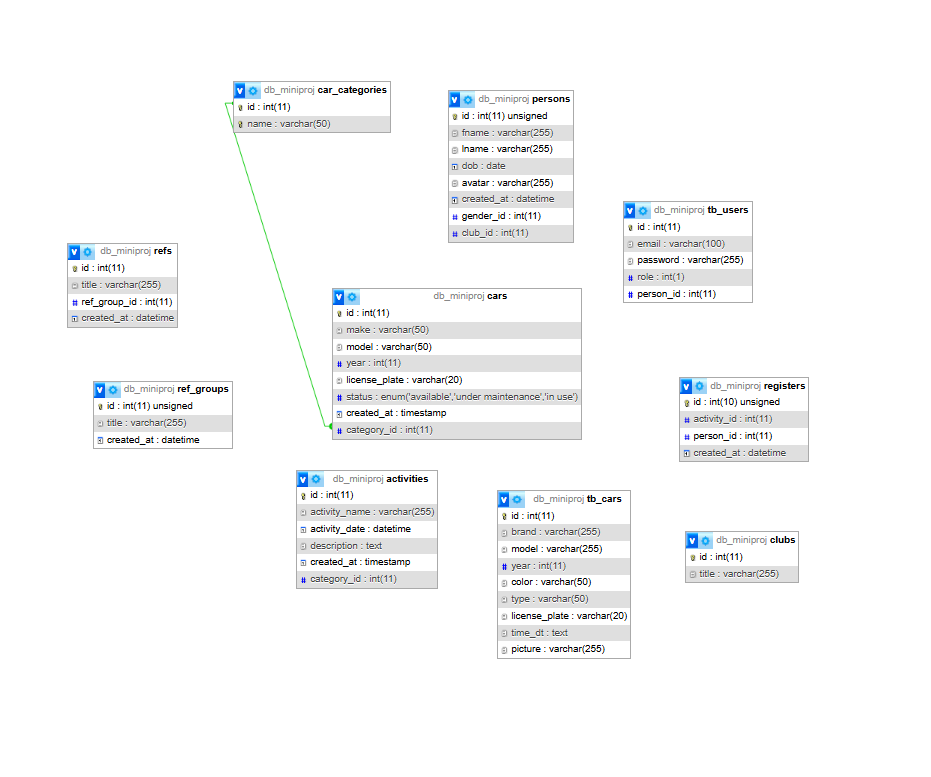 db_miniproj car_categories
id : int(11)
name : varchar(50)
db_miniproj persons
id : int(11) unsigned
fname : varchar(255)
lname : varchar(255)
dob : date
avatar : varchar(255)
created_at : datetime
gender_id : int(11)
club_id : int(11)
db_miniproj tb_users
id : int(11)
email : varchar(100)
password : varchar(255)
role : int(1)
person_id : int(11)
db_miniproj refs
id : int(11)
title : varchar(255)
ref_group_id : int(11)
created_at : datetime
db_miniproj cars
id : int(11)
make : varchar(50)
model : varchar(50)
year : int(11)
license_plate : varchar(20)
status : enum('available','under maintenance','in use')
created_at : timestamp
category_id : int(11)
db_miniproj ref_groups
id : int(11) unsigned
title : varchar(255)
created_at : datetime
db_miniproj registers
id : int(10) unsigned
activity_id : int(11)
person_id : int(11)
created_at : datetime
db_miniproj activities
id : int(11)
activity_name : varchar(255)
activity_date : datetime
description : text
created_at : timestamp
category_id : int(11)
db_miniproj tb_cars
id : int(11)
brand : varchar(255)
model : varchar(255)
year : int(11)
color : varchar(50)
type : varchar(50)
license_plate : varchar(20)
time_dt : text
picture : varchar(255)
db_miniproj clubs
id : int(11)
title : varchar(255)